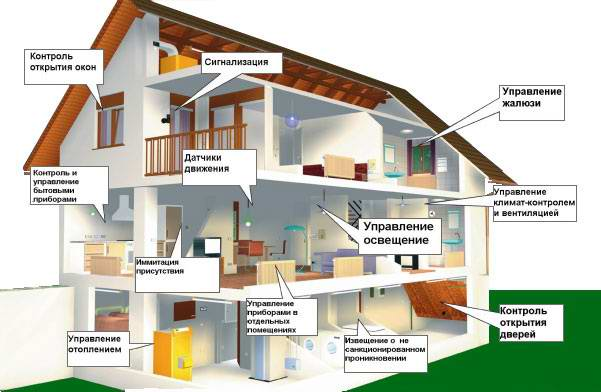 Контроль
открытия окон
Сигнализация
Управление
жалюзи
Датчики
движения
Контроль и
управление
бытовыми
приборами
Управление
климат-контролем
и вентиляцией
Управление
освещение
Иммитация
присутствия
Управление
приборами в
отдельных
помещениях
Контроль
открытия
дверей
Управление
отоплением
Извещение о не
санкционированном
проникновении